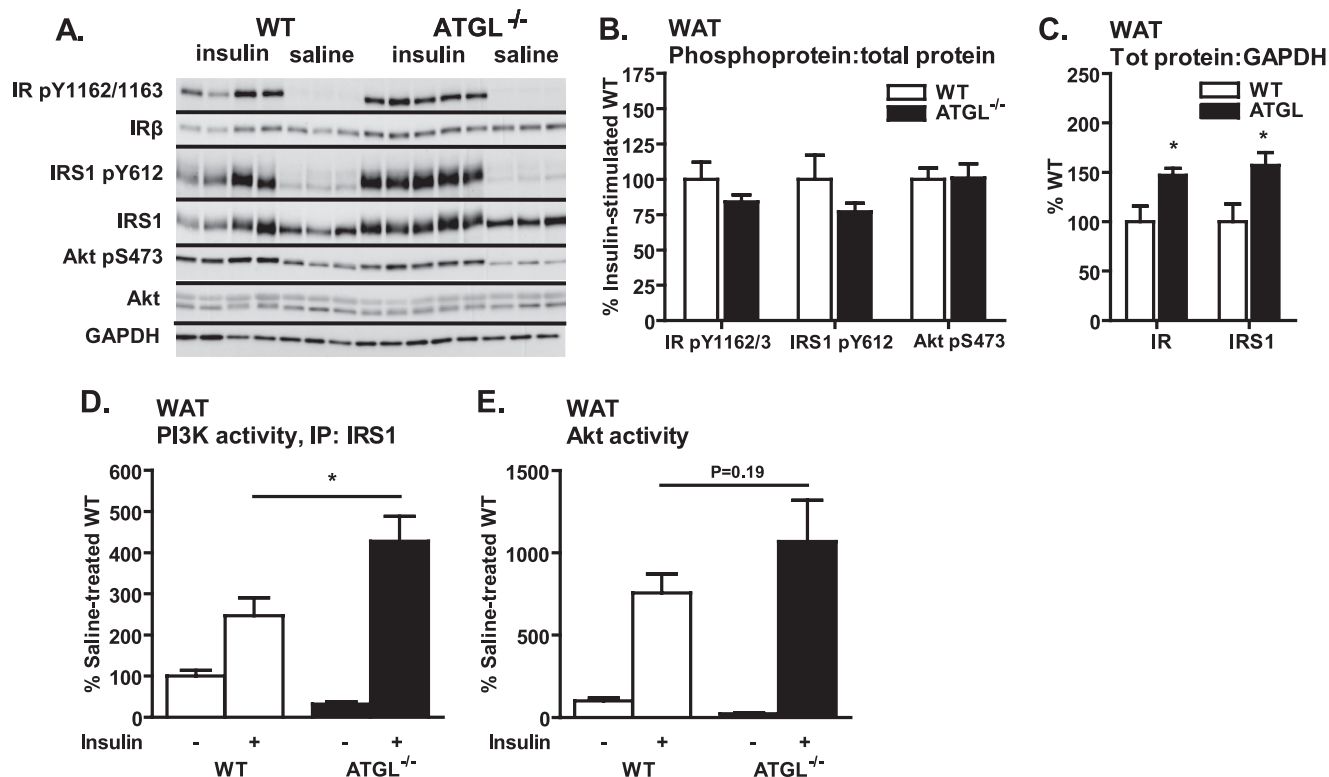 A.
WT ATGL -/-
insulin saline insulin saline
IR pY1162/1163
IRβ
IRS1 pY612
IRS1
Akt pS473
Akt
GAPDH
B. WAT
Phosphoprotein:total protein
WT
ATGL-/-
% Insulin-stimulated WT
175
150
125
100
75
50
25
0
IR pY1162/3 IRS1 pY612 Akt pS473
C. WAT
Tot protein:GAPDH
WT
ATGL
% WT
250
200
150
100
50
0
* *
IR IRS1
D. WAT
PI3K activity, IP: IRS1
% Saline-treated WT
600
500
400
300
200
100
0
*
Insulin - + - +
WT ATGL-/-
E. WAT
Akt activity
% Saline-treated WT
1500
1000
500
0
P=0.19
Insulin - + - +
WT ATGL-/-